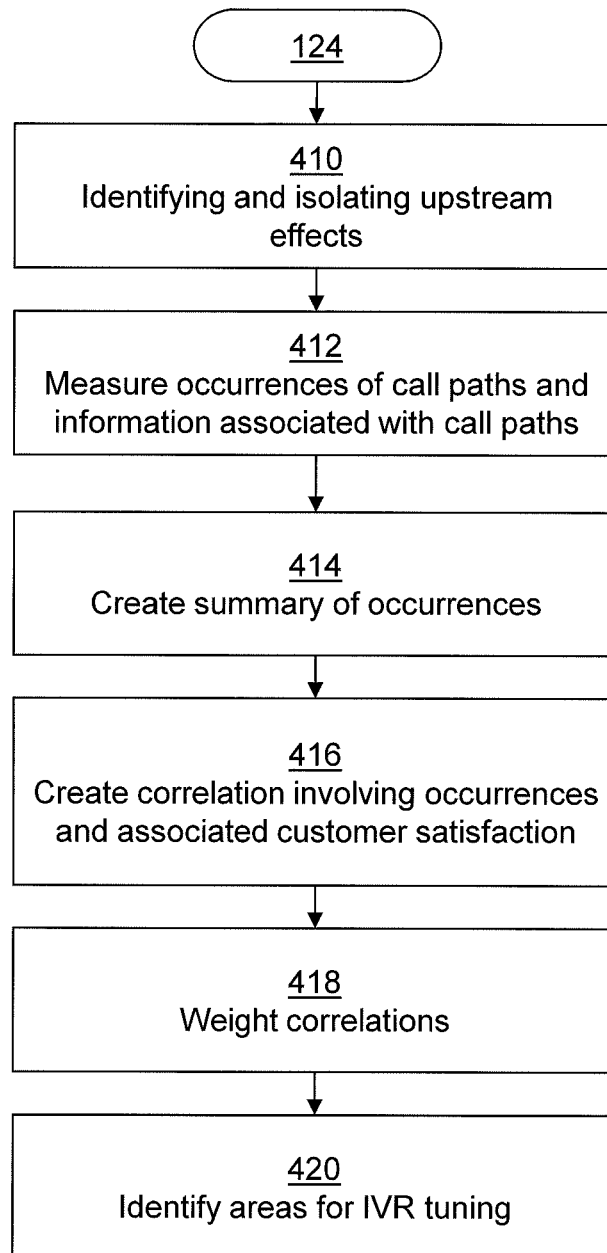 124
410
Identifying and isolating upstream
effects
412
Measure occurrences of call paths and
information associated with call paths
414
Create summary of occurrences
416
Create correlation involving occurrences
and associated customer satisfaction
418
Weight correlations
420
Identify areas for IVR tuning